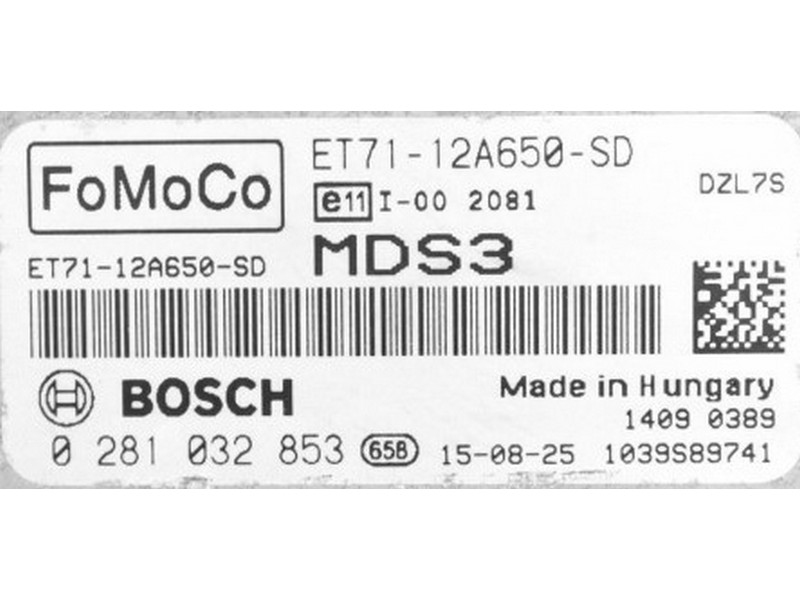 FoMoCo
ET71-12A650-SD
e11 I-00 2081
DZL7S
ET71-12A650-SD
MDS3
BOSCH
Made in Hungary
1409 0389
0 281 032 853 65B 15-08-25 1039S89741